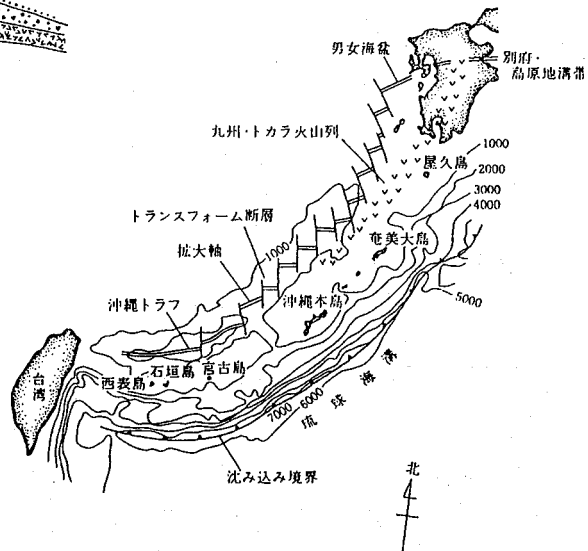 男女海盆
別府・
島原地溝帯
九州・トカラ火山列
1000
屋久島
2000
3000
4000
トランスフォーム断層
1000
奄美大島
拡大軸
5000
沖縄トラフ
沖縄本島
台湾
西表島
石垣島
宮古島
7000
6000
琉球海溝
沈み込み境界
北